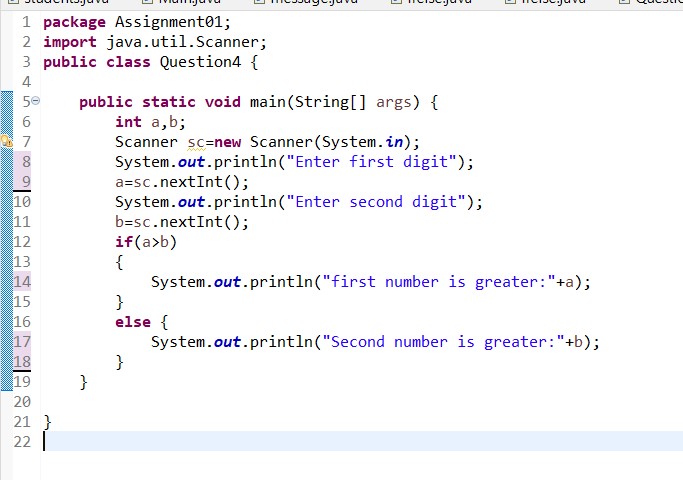 1 package Assignment01;
2 import java.util.Scanner;
3 public class Question4 {
4
5 public static void main(String[] args) {
6 int a,b;
7 Scanner sc=new Scanner(System.in);
8 System.out.println("Enter first digit");
9 a=sc.nextInt();
10 System.out.println("Enter second digit");
11 b=sc.nextInt();
12 if(a>b)
13 {
14 System.out.println("first number is greater:"+a);
15 }
16 else {
17 System.out.println("Second number is greater:"+b);
18 }
19 }
20
21 }
22